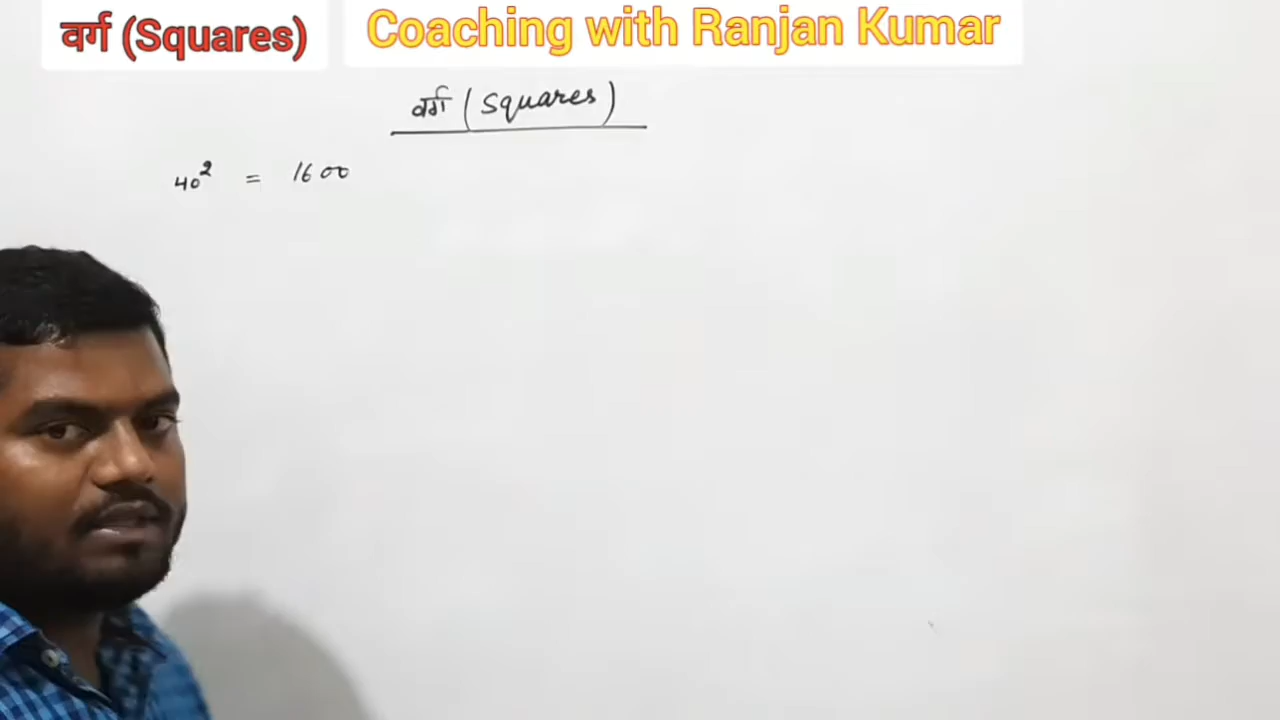 वर्ग (Squares) Coaching with Ranjan Kumar
वर्ग (Squares)
40² = 1600